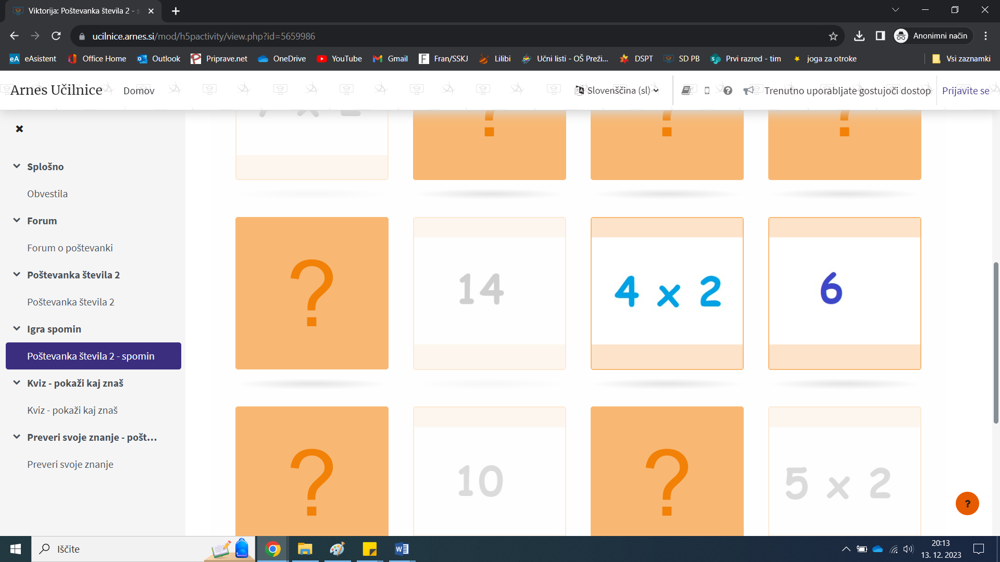 Viktorija: Poštevanka števila 2 - s
ucilnice.arnes.si/mod/h5pactivity/view.php?id=5659986
Anonimni način
eA eAsistent Office Home Outlook Priprave.net OneDrive YouTube Gmail F Fran/SSKJ Lilibi Učni listi - OŠ Preži... DSPT SD PB Prvi razred - tim joga za otroke Vsi zaznamki
Arnes Učilnice Domov Slovenščina (sl) Trenutno uporabljate gostujoči dostop Prijavite se
Splošno
Obvestila
Forum
Forum o poštevanki
Poštevanka števila 2
Poštevanka števila 2
Igra spomin
Poštevanka števila 2 - spomin
Kviz - pokaži kaj znaš
Kviz - pokaži kaj znaš
Preveri svoje znanje - pošt...
Preveri svoje znanje
? ? ?
? 14 4 x 2 6
? 10 ? 5 x 2
?
Iščite
20:13
13. 12. 2023